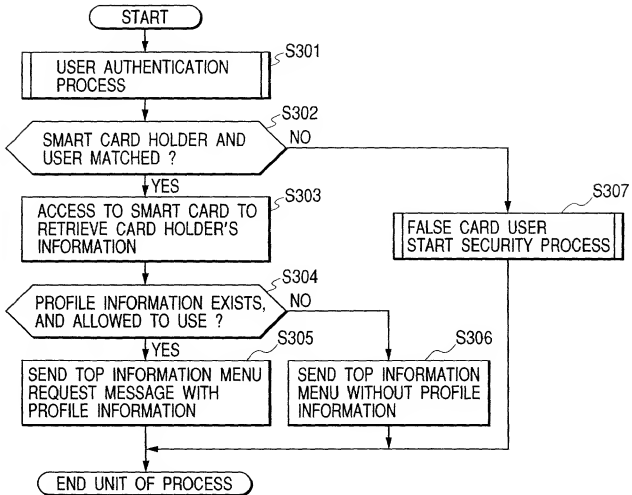 START
USER AUTHENTICATION
PROCESS
S301
SMART CARD HOLDER AND
USER MATCHED ?
S302
NO
YES
ACCESS TO SMART CARD TO
RETRIEVE CARD HOLDER'S
INFORMATION
S303
FALSE CARD USER
START SECURITY PROCESS
S307
PROFILE INFORMATION EXISTS,
AND ALLOWED TO USE ?
S304
NO
YES
SEND TOP INFORMATION MENU
REQUEST MESSAGE WITH
PROFILE INFORMATION
S305
SEND TOP INFORMATION
MENU WITHOUT PROFILE
INFORMATION
S306
END UNIT OF PROCESS